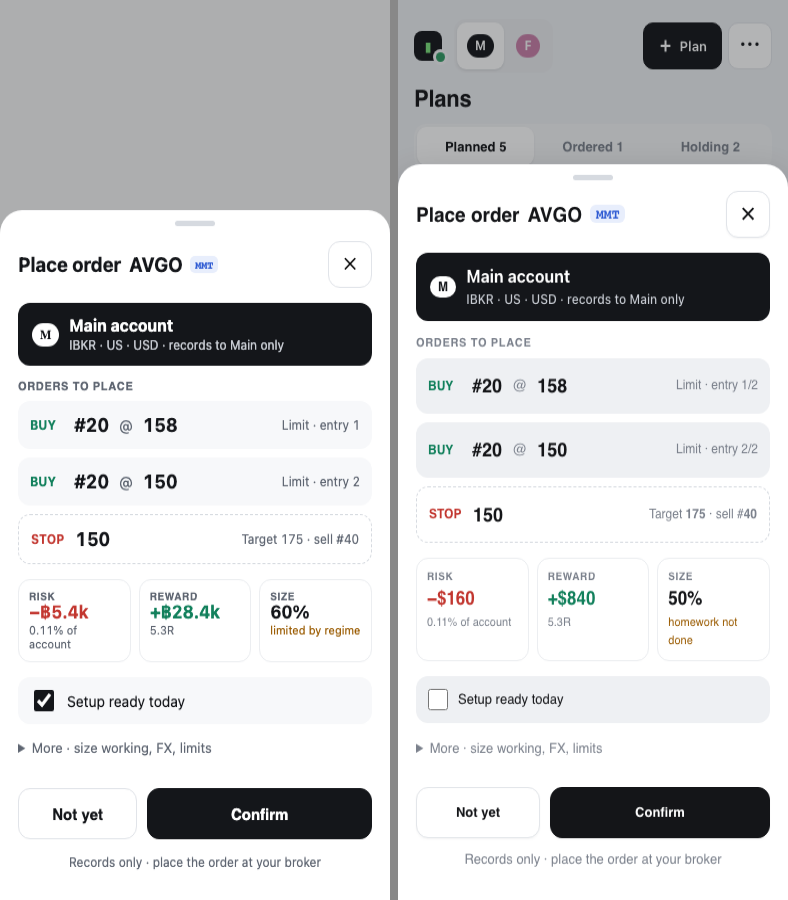 Place order AVGO MMT
M
Main account
IBKR · US · USD · records to Main only
ORDERS TO PLACE
BUY #20 @ 158 Limit · entry 1
BUY #20 @ 150 Limit · entry 2
STOP 150 Target 175 · sell #40
RISK
−฿5.4k
0.11% of
account
REWARD
+฿28.4k
5.3R
SIZE
60%
limited by regime
Setup ready today
More · size working, FX, limits
Not yet
Confirm
Records only · place the order at your broker
M
F
+ Plan
Plans
Planned 5
Ordered 1
Holding 2
Place order AVGO MMT
M
Main account
IBKR · US · USD · records to Main only
ORDERS TO PLACE
BUY #20 @ 158 Limit · entry 1/2
BUY #20 @ 150 Limit · entry 2/2
STOP 150 Target 175 · sell #40
RISK
−$160
0.11% of account
REWARD
+$840
5.3R
SIZE
50%
homework not
done
Setup ready today
More · size working, FX, limits
Not yet
Confirm
Records only · place the order at your broker